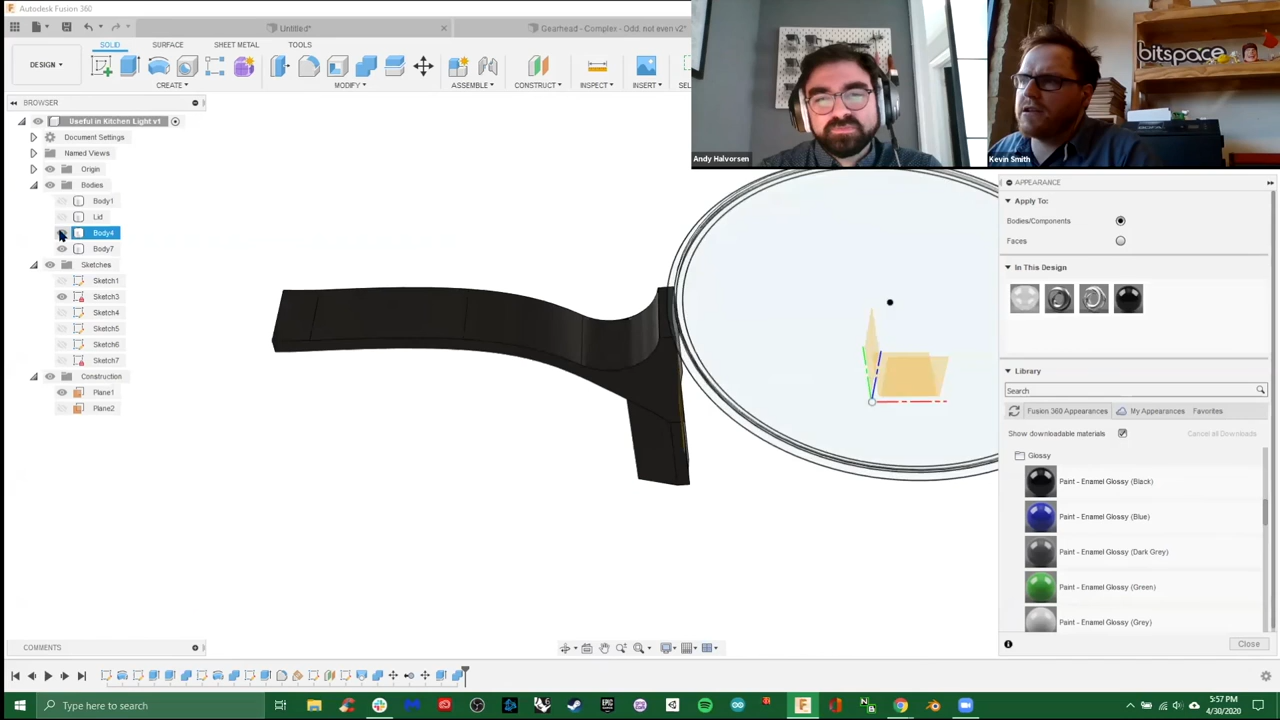 Autodesk Fusion 360
Untitled*
Gearhead - Complex - Odd. not even v2*
SOLID
SURFACE
SHEET METAL
TOOLS
DESIGN
CREATE
MODIFY
ASSEMBLE
CONSTRUCT
INSPECT
INSERT
BROWSER
Useful in Kitchen Light v1
Document Settings
Named Views
Origin
Bodies
Body1
Lid
Body4
Body7
Sketches
Sketch1
Sketch3
Sketch4
Sketch5
Sketch6
Sketch7
Construction
Plane1
Plane2
bitspace
Andy Halvorsen
Kevin Smith
APPEARANCE
Apply To:
Bodies/Components
Faces
In This Design
Library
Search
Fusion 360 Appearances
My Appearances
Favorites
Show downloadable materials
Cancel all Downloads
Glossy
Paint - Enamel Glossy (Black)
Paint - Enamel Glossy (Blue)
Paint - Enamel Glossy (Dark Grey)
Paint - Enamel Glossy (Green)
Paint - Enamel Glossy (Grey)
Close
COMMENTS
Type here to search
EPIC
5:57 PM
4/30/2020